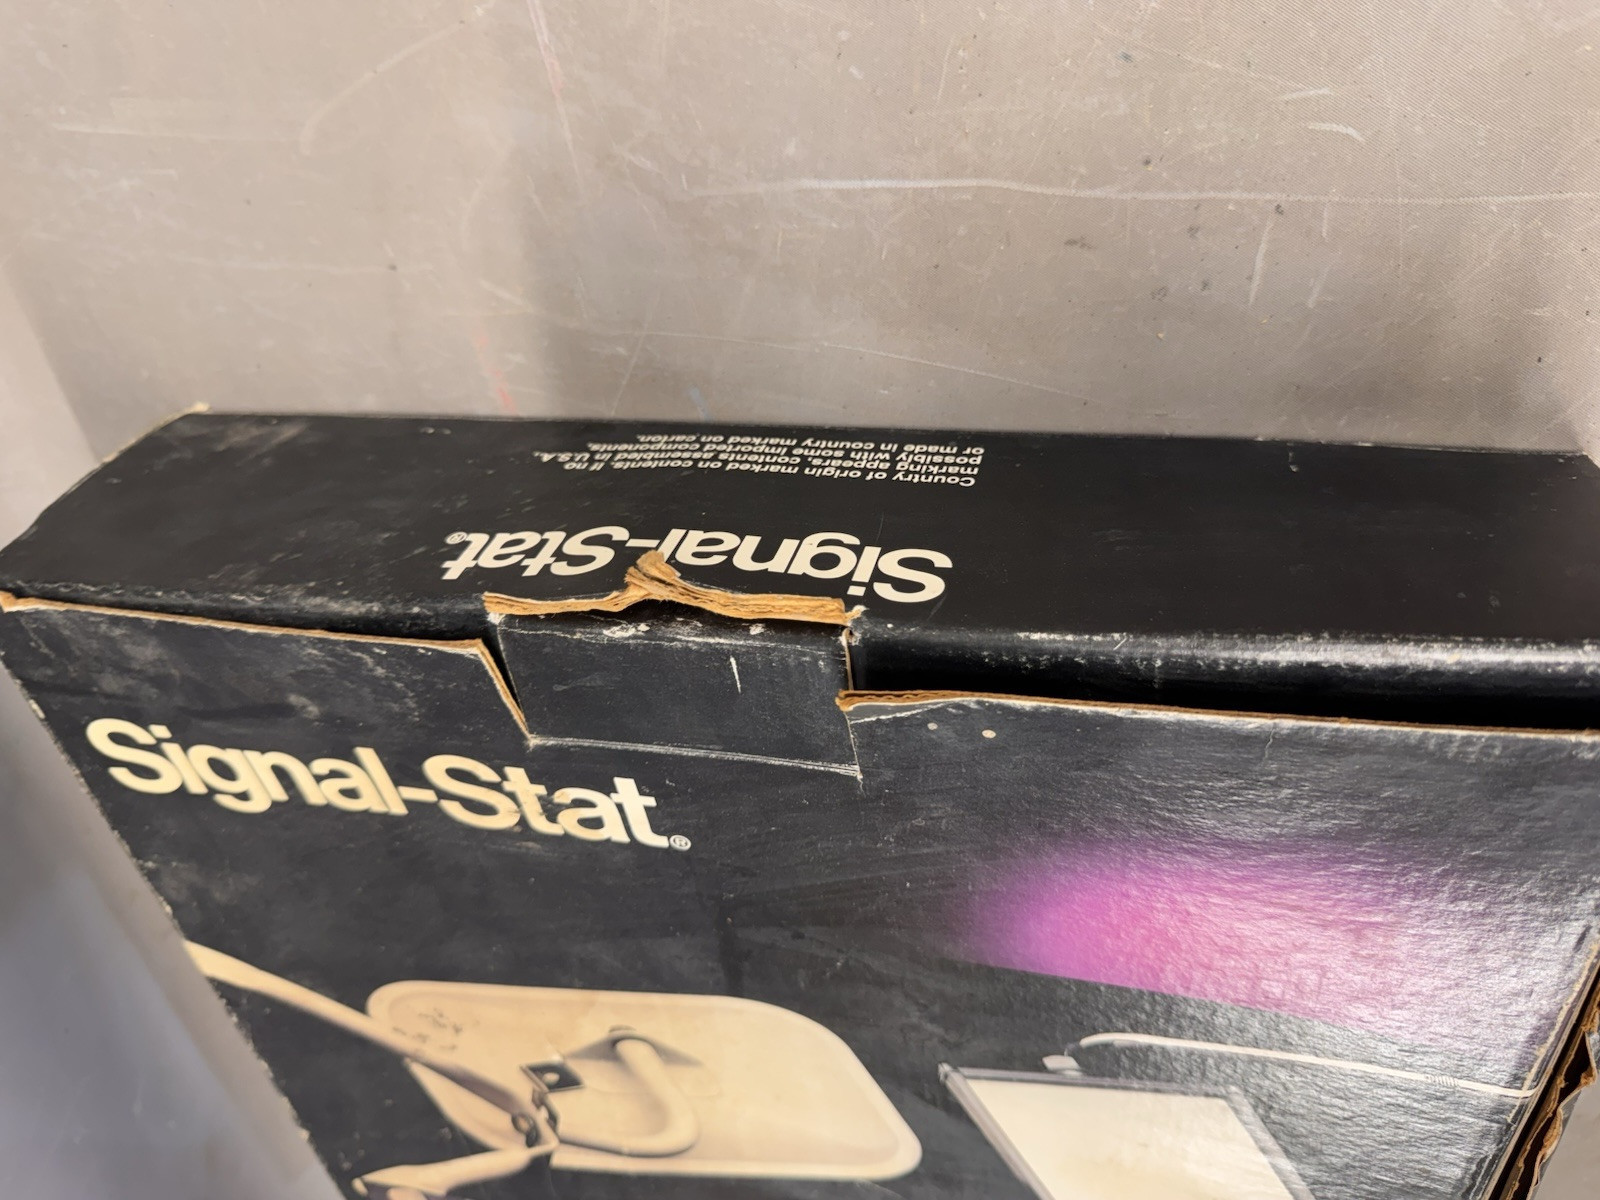 Country of origin marked on contents. If no
marking appears, contents assembled in U.S.A.,
possibly with some imported components,
or made in country marked on carton.
Signal-Stat®
Signal-Stat®